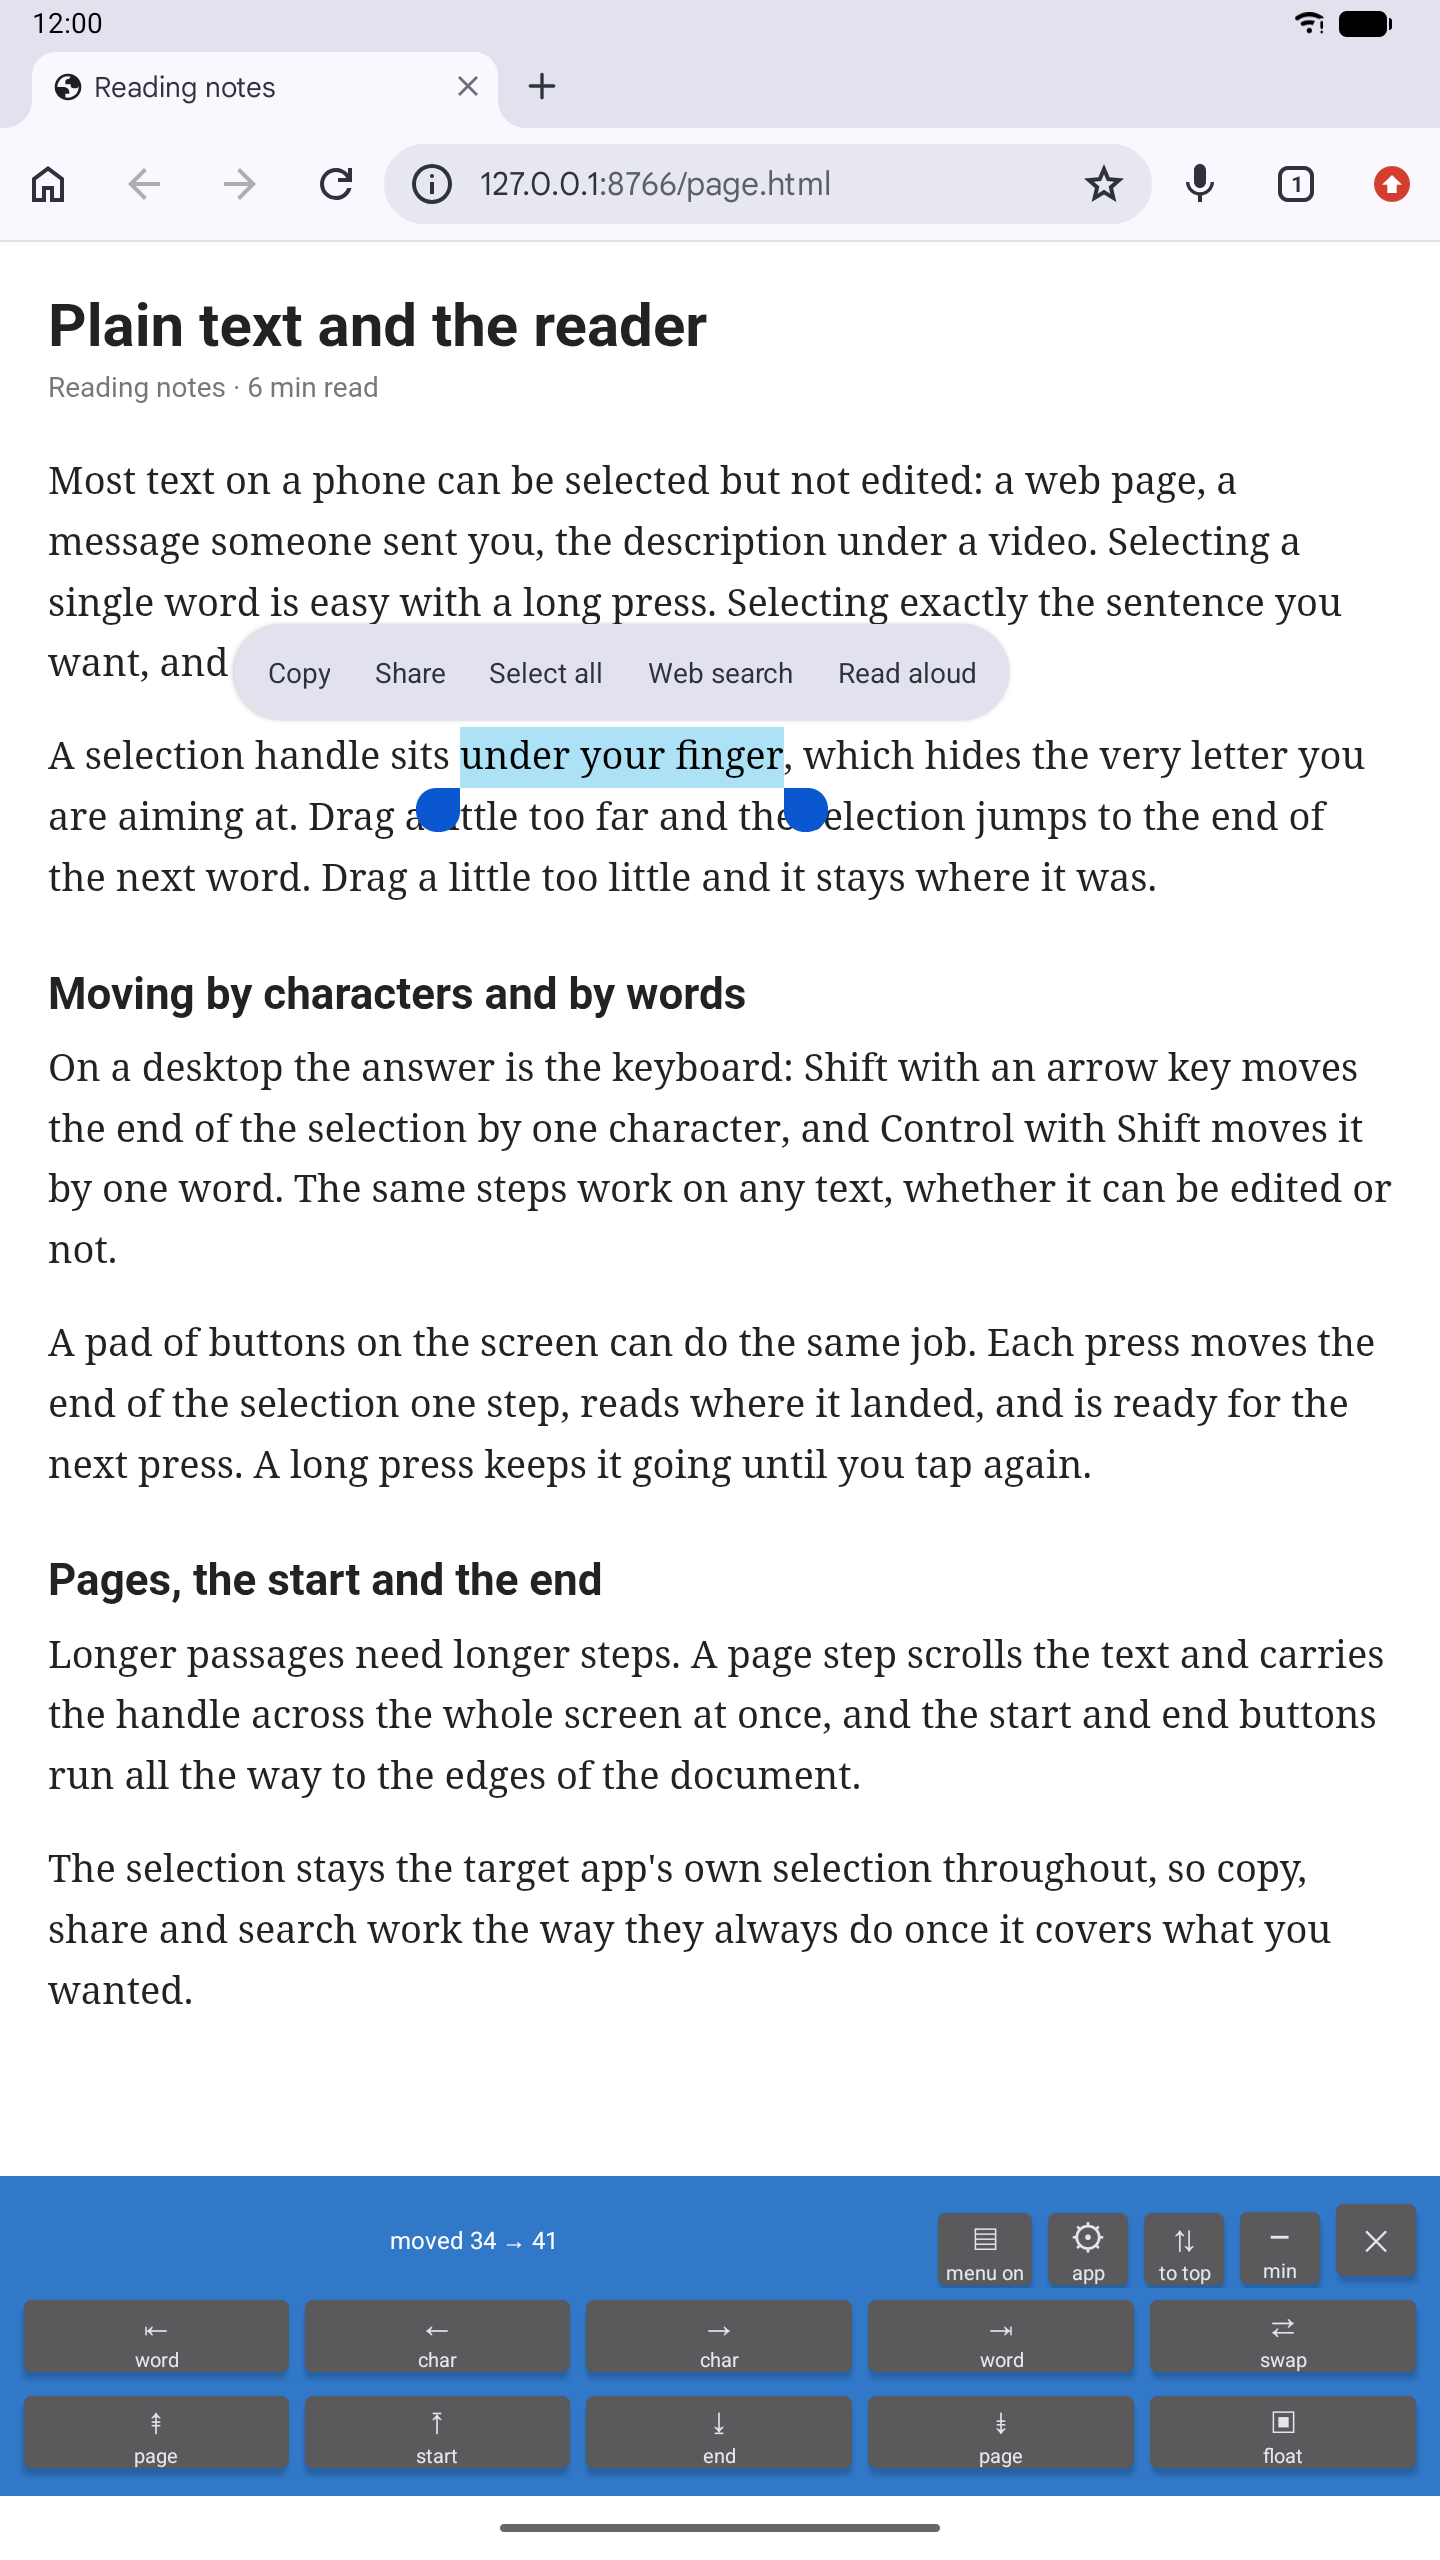 12:00
Reading notes
127.0.0.1:8766/page.html
1
Plain text and the reader
Reading notes · 6 min read
Most text on a phone can be selected but not edited: a web page, a
message someone sent you, the description under a video. Selecting a
single word is easy with a long press. Selecting exactly the sentence you
want, and
Copy Share Select all Web search Read aloud
A selection handle sits under your finger, which hides the very letter you
are aiming at. Drag a too far and the jumps to the end of
the next word. Drag a little too little and it stays where it was.
Moving by characters and by words
On a desktop the answer is the keyboard: Shift with an arrow key moves
the end of the selection by one character, and Control with Shift moves it
by one word. The same steps work on any text, whether it can be edited or
not.
A pad of buttons on the screen can do the same job. Each press moves the
end of the selection one step, reads where it landed, and is ready for the
next press. A long press keeps it going until you tap again.
Pages, the start and the end
Longer passages need longer steps. A page step scrolls the text and carries
the handle across the whole screen at once, and the start and end buttons
run all the way to the edges of the document.
The selection stays the target app's own selection throughout, so copy,
share and search work the way they always do once it covers what you
wanted.
moved 34 → 41
menu on app to top min
word char char word swap
page start end page float